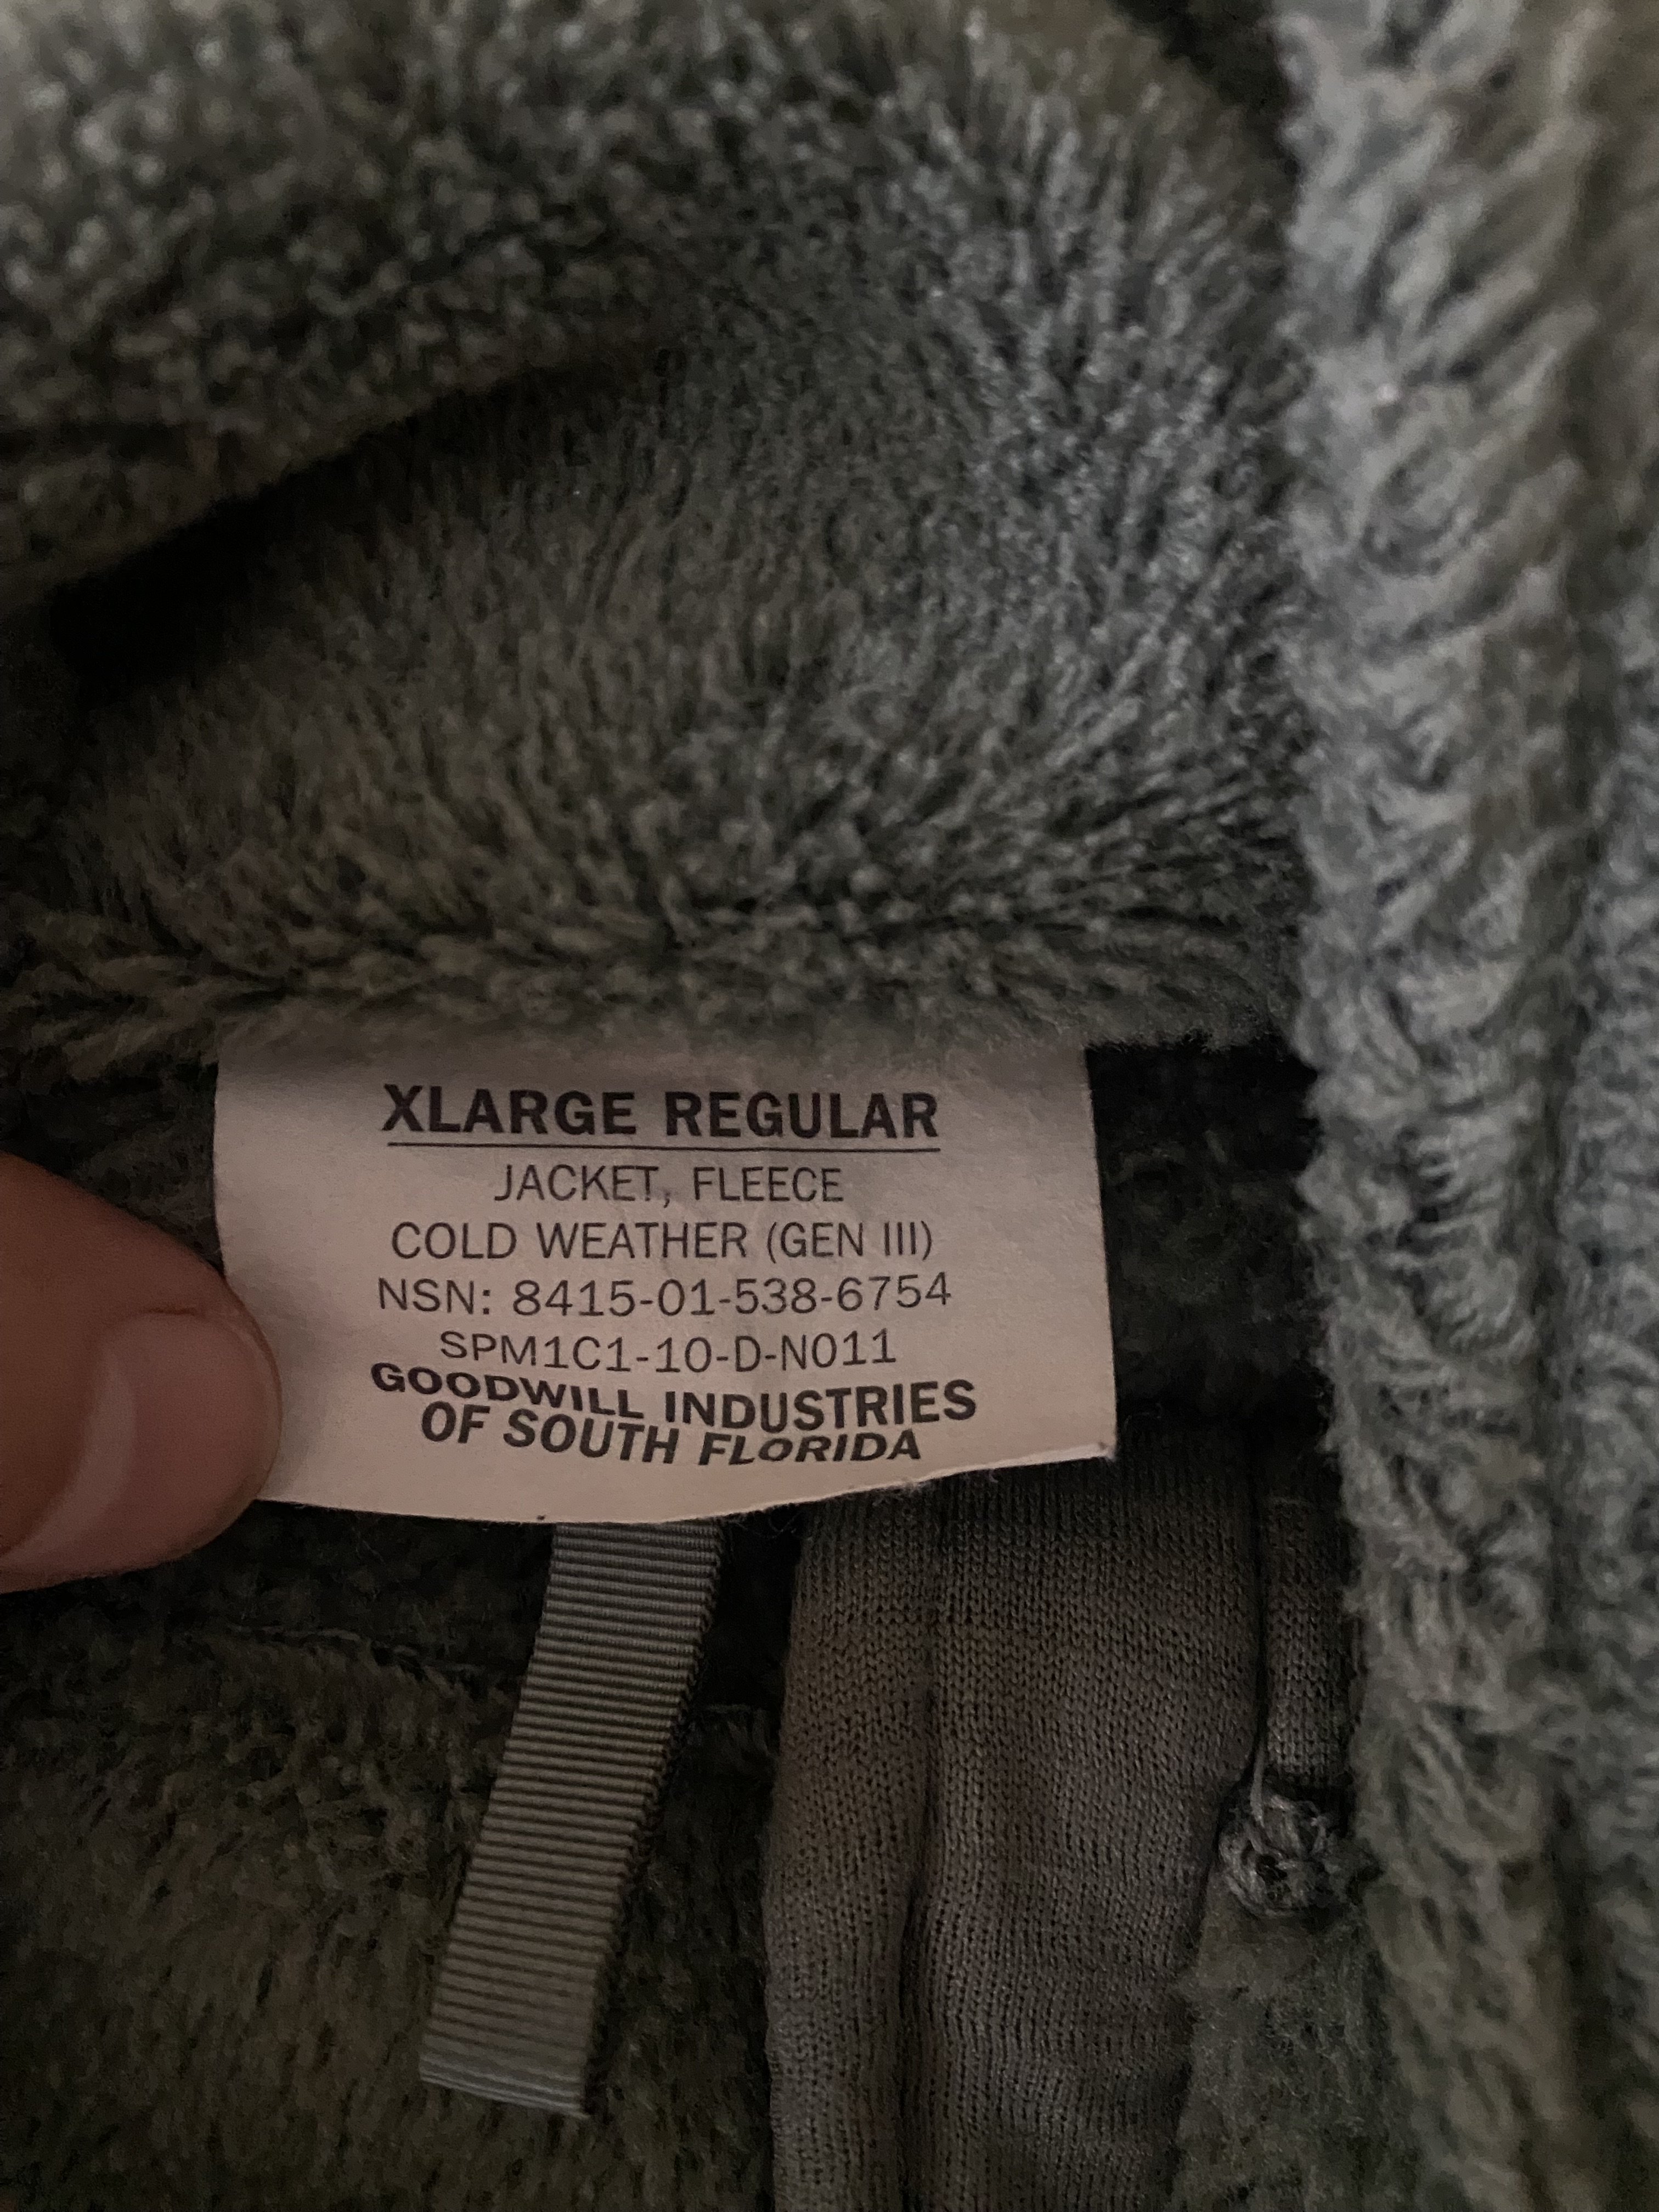 XLARGE REGULAR
JACKET, FLEECE
COLD WEATHER (GEN III)
NSN: 8415-01-538-6754
SPM1C1-10-D-N011
GOODWILL INDUSTRIES
OF SOUTH FLORIDA